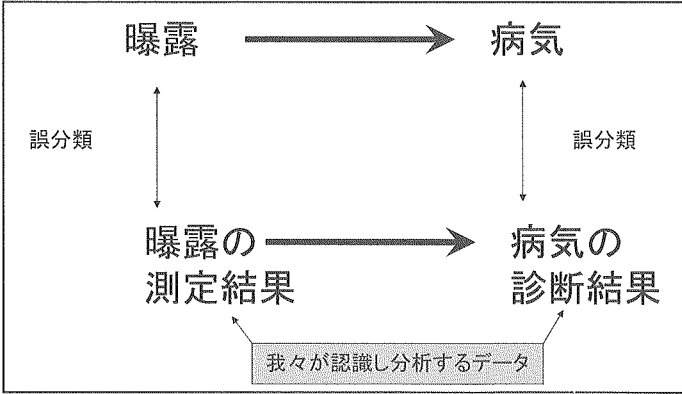 曝露
病気
誤分類
誤分類
曝露の
測定結果
病気の
診断結果
我々が認識し分析するデータ